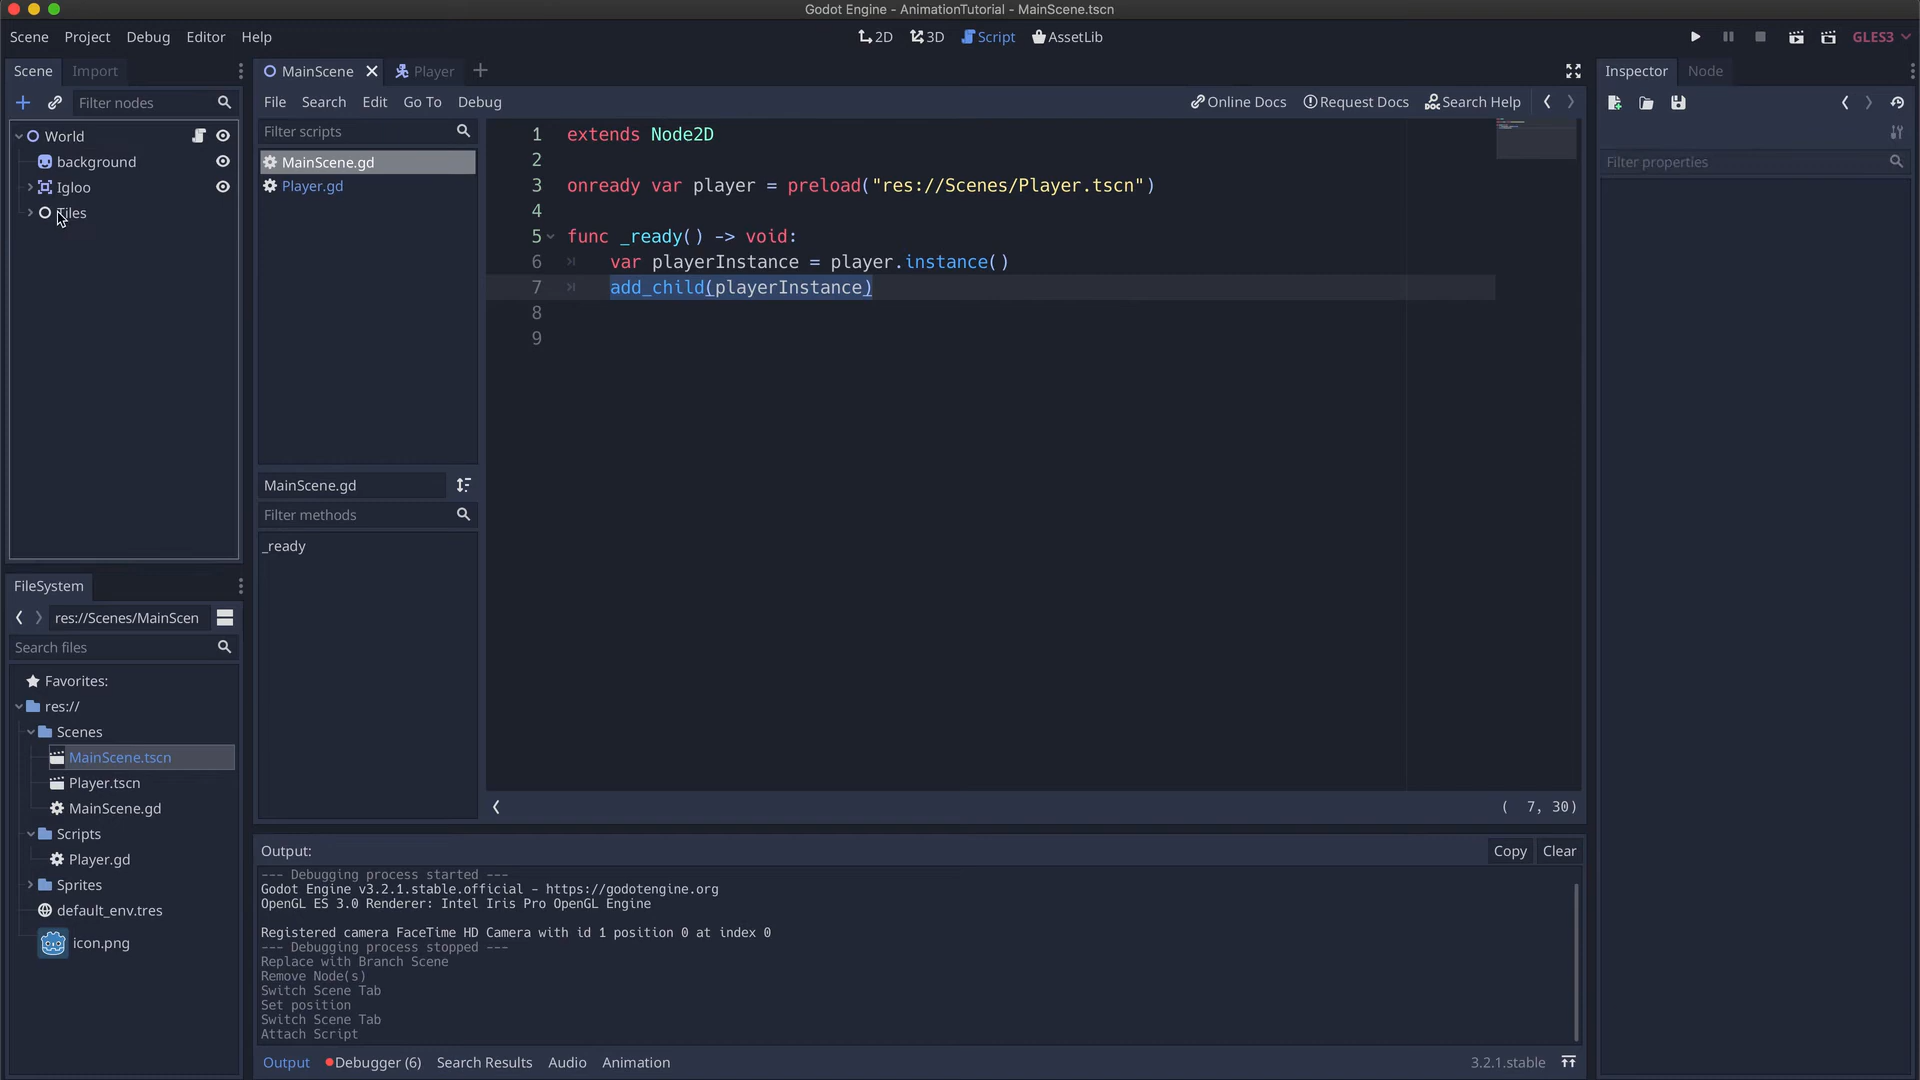 Godot Engine - AnimationTutorial - MainScene.tscn
Scene Project Debug Editor Help
2D 3D Script AssetLib
GLES3
Scene Import
MainScene Player
Inspector Node
Filter nodes
File Search Edit Go To Debug
Online Docs Request Docs Search Help
World
background
Igloo
Tiles
Filter scripts
MainScene.gd
Player.gd
1 extends Node2D
2
3 onready var player = preload("res://Scenes/Player.tscn")
4
5 func _ready() -> void:
6 var playerInstance = player.instance()
7 add_child(playerInstance)
8
9
Filter properties
MainScene.gd
Filter methods
_ready
( 7, 30)
FileSystem
res://Scenes/MainScen
Search files
Favorites:
res://
Scenes
MainScene.tscn
Player.tscn
MainScene.gd
Scripts
Player.gd
Sprites
default_env.tres
icon.png
Output:
Copy Clear
--- Debugging process started ---
Godot Engine v3.2.1.stable.official - https://godotengine.org
OpenGL ES 3.0 Renderer: Intel Iris Pro OpenGL Engine
Registered camera FaceTime HD Camera with id 1 position 0 at index 0
--- Debugging process stopped ---
Replace with Branch Scene
Remove Node(s)
Switch Scene Tab
Set position
Switch Scene Tab
Attach Script
Output Debugger (6) Search Results Audio Animation
3.2.1.stable